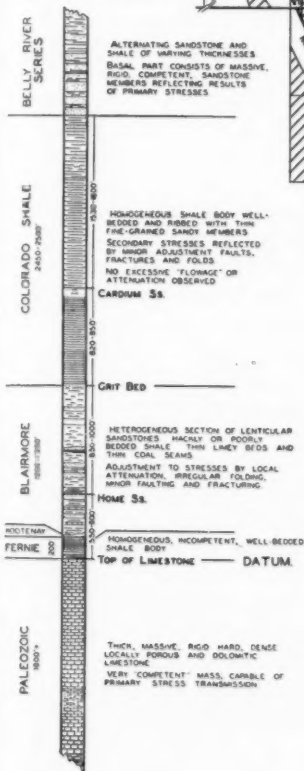 BELLY RIVER
SERIES
ALTERNATING SANDSTONE AND
SHALE OF VARYING THICKNESSES
BASAL PART CONSISTS OF MASSIVE,
RIGID, COMPETENT, SANDSTONE
MEMBERS REFLECTING RESULTS
OF PRIMARY STRESSES
COLORADO SHALE
2450-2500'
1530-1600
HOMOGENEOUS SHALE BODY WELL-
BEDDED AND RIBBED WITH THIN
FINE-GRAINED SANDY MEMBERS
SECONDARY STRESSES REFLECTED
BY MINOR ADJUSTMENT FAULTS,
FRACTURES AND FOLDS
NO EXCESSIVE "FLOWAGE" OR
ATTENUATION OBSERVED
CARDIUM SS.
820-850'
GRIT BED
BLAIRMORE
850-1000
HETEROGENEOUS SECTION OF LENTICULAR
SANDSTONES HACKLY OR POORLY
BEDDED SHALE THIN LIMEY BEDS AND
THIN COAL SEAMS
ADJUSTMENT TO STRESSES BY LOCAL
ATTENUATION, IRREGULAR FOLDING,
MINOR FAULTING AND FRACTURING
HOME SS.
KOOTENAY
FERNIE
200
HOMOGENEOUS, INCOMPETENT, WELL-BEDDED
SHALE BODY
TOP OF LIMESTONE DATUM.
PALEOZOIC
1800'+
THICK, MASSIVE, RIGID HARD, DENSE
LOCALLY POROUS AND DOLOMITIC
LIMESTONE
VERY "COMPETENT" MASS, CAPABLE OF
PRIMARY STRESS TRANSMISSION